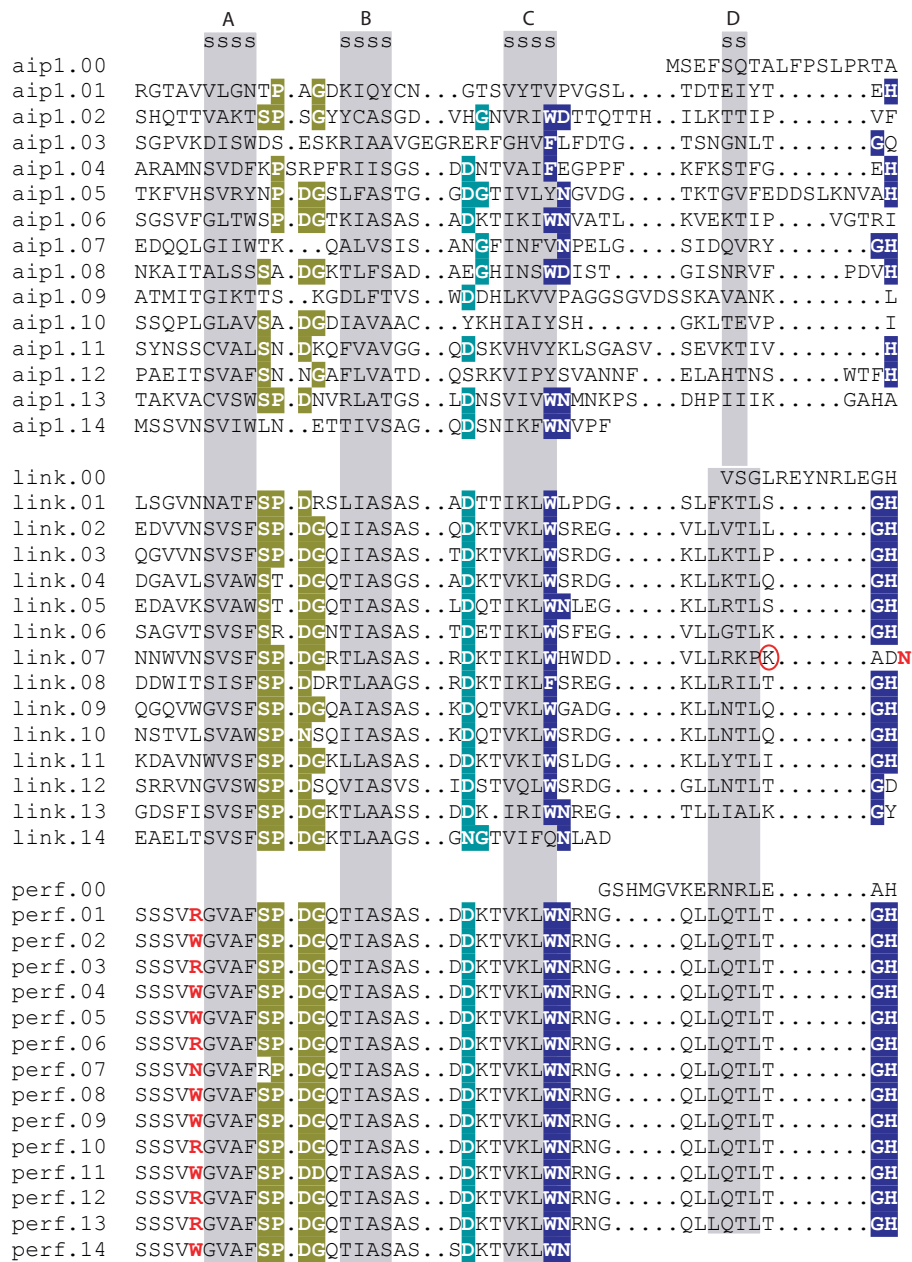 A B C D
ssss ssss ssss ss
aip1.00 MSEFSQTALFPSLPRTA
aip1.01 RGTAVVVLGNTP.AGDKIQYCN...GTSVYTVPVGSL....TDTEIYT.........EH
aip1.02 SHQTTVAKTSP.SGYYCASGD..VHGNVRIWDTTQTTH...ILKTTIP.........VF
aip1.03 SGPVKDISWDS.ESKRIAAVGEGRERFGHVFLFDTG.....TSNGNLT.........GQ
aip1.04 ARAMNSVDFKPSRPFRIISGS..DDNTVAIFEGPPF.....KFKSTFG.........EH
aip1.05 TKFVHSVRYNP.DGSLFASTG..GDGTIVLYNGVDG.....TKTGVFEDDSLKNVAH
aip1.06 SGSVFGLTWSP.DGTKIASAS..ADKTIKIWNVATL.....KVEKTIP.....VGTRI
aip1.07 EDQQLGIIWTK...QALVSIS..ANGFINFVNPELG.....SIDQVRY........GH
aip1.08 NKAITALSSSA.DGKTLFSAD..AEGHINSWDIST......GISNRVF......PDVH
aip1.09 ATMITGIKTTS..KGDLFTVS..WDDHLKVVPAGGSGVDSSKAVANK..........L
aip1.10 SSQPLGLAVSA.DGDIAVAAC...YKHIAIYSH........GKLTEVP.........I
aip1.11 SYNSSCVALSN.DKQFVAVGG..QDSKVHVYKLSGASV...SEVKTIV.........H
aip1.12 PAEITSVAFSN.NGAFLVATD..QSRKVIPYSVANNF....ELAHTNS......WTFH
aip1.13 TAKVACVSWSP.DNVRLATGS..LDNSVIVWNMNKPS....DHPIIIK......GAHA
aip1.14 MSSVNSVIWLN..ETTIVSAG..QDSNIKFWNVPF
link.00 VSGLREYNRLEGH
link.01 LSGVNNATFSP.DRSLIASAS..ADTTIKLWLPDG......SLFKTLS........GH
link.02 EDVVNSVSFSPDGQIIASAS..QDKTVKLWSREG......VLLVTLL........GH
link.03 QGVVNSVSFSPDGQIIASAS..TDKTVKLWSRDG......KLLKTLP........GH
link.04 DGAVLSVAWST.DGQTIASGS..ADKTVKLWSRDG......KLLKTLQ........GH
link.05 EDAVKSVAWST.DGQTIASAS..LDQTIKLWNLEG......KLLRTLS........GH
link.06 SAGVTSVSFSR.DGNTIASAS..TDETIKLWSFEG......VLLGTLK........GH
link.07 NNWVNSVSFSP.DGRTLASAS..RDKTIKLWHWDD......VLLRKPK........ADN
link.08 DDWITSISFSP.DDRTLAAGS..RDKTIKLFSREG......KLLRILT........GH
link.09 QGQVWGVSFSP.DGQAIASAS..KDQTVKLWGADG......KLLNTLQ........GH
link.10 NSTVLSVAWSP.NSQIIASAS..KDQTVKLWSRDG......KLLNTLQ........GH
link.11 KDAVNWVSFSP.DGKLLASAS..DDKTVKIWSLDG......KLLYTLI........GH
link.12 SRRVNGVSWSP.DSQVIASVS..IDSTVQLWSRDG......GLLNTLT........GD
link.13 GDSFISVSFSP.DGKTLAASS..DDK.IRIWNREG......TLLIALK........GY
link.14 EAELTSVSFSP.DGKTLAAGS..GNGTVIFQNLAD
perf.00 GSHMGVKERNRLE.........AH
perf.01 SSSVRGVAFSP.DGQTIASAS..DDKTVKLWNRNG......QLLQTLT........GH
perf.02 SSSVWGVAFSP.DGQTIASAS..DDKTVKLWNRNG......QLLQTLT........GH
perf.03 SSSVRGVAFSP.DGQTIASAS..DDKTVKLWNRNG......QLLQTLT........GH
perf.04 SSSVWGVAFSP.DGQTIASAS..DDKTVKLWNRNG......QLLQTLT........GH
perf.05 SSSVWGVAFSP.DGQTIASAS..DDKTVKLWNRNG......QLLQTLT........GH
perf.06 SSSVRGVAFSP.DGQTIASAS..DDKTVKLWNRNG......QLLQTLT........GH
perf.07 SSSVNGVAFRP.DGQTIASAS..DDKTVKLWNRNG......QLLQTLT........GH
perf.08 SSSVWGVAFSP.DGQTIASAS..DDKTVKLWNRNG......QLLQTLT........GH
perf.09 SSSVWGVAFSP.DGQTIASAS..DDKTVKLWNRNG......QLLQTLT........GH
perf.10 SSSVRGVAFSP.DGQTIASAS..DDKTVKLWNRNG......QLLQTLT........GH
perf.11 SSSVWGVAFSP.DDQTIASAS..DDKTVKLWNRNG......QLLQTLT........GH
perf.12 SSSVRGVAFSP.DGQTIASAS..DDKTVKLWNRNG......QLLQTLT........GH
perf.13 SSSVRGVAFSP.DGQTIASAS..DDKTVKLWNRNG......QLLQTLT........GH
perf.14 SSSVWGVAFSP.DGQTIASAS..SDKTVKLWN